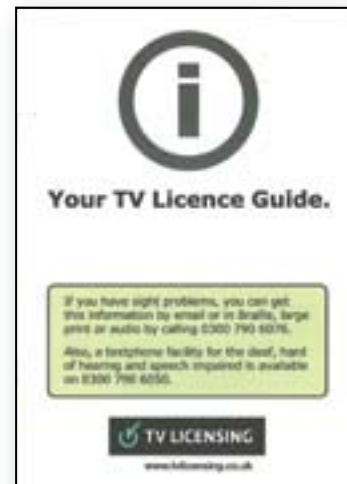 i
Your TV Licence Guide.
If you have sight problems, you can get
this information by email or in Braille, large
print or audio by calling 0300 790 6076.
Also, a textphone facility for the deaf, hard
of hearing and speech impaired is available
on 0300 790 6050.
TV LICENSING
www.tvlicensing.co.uk